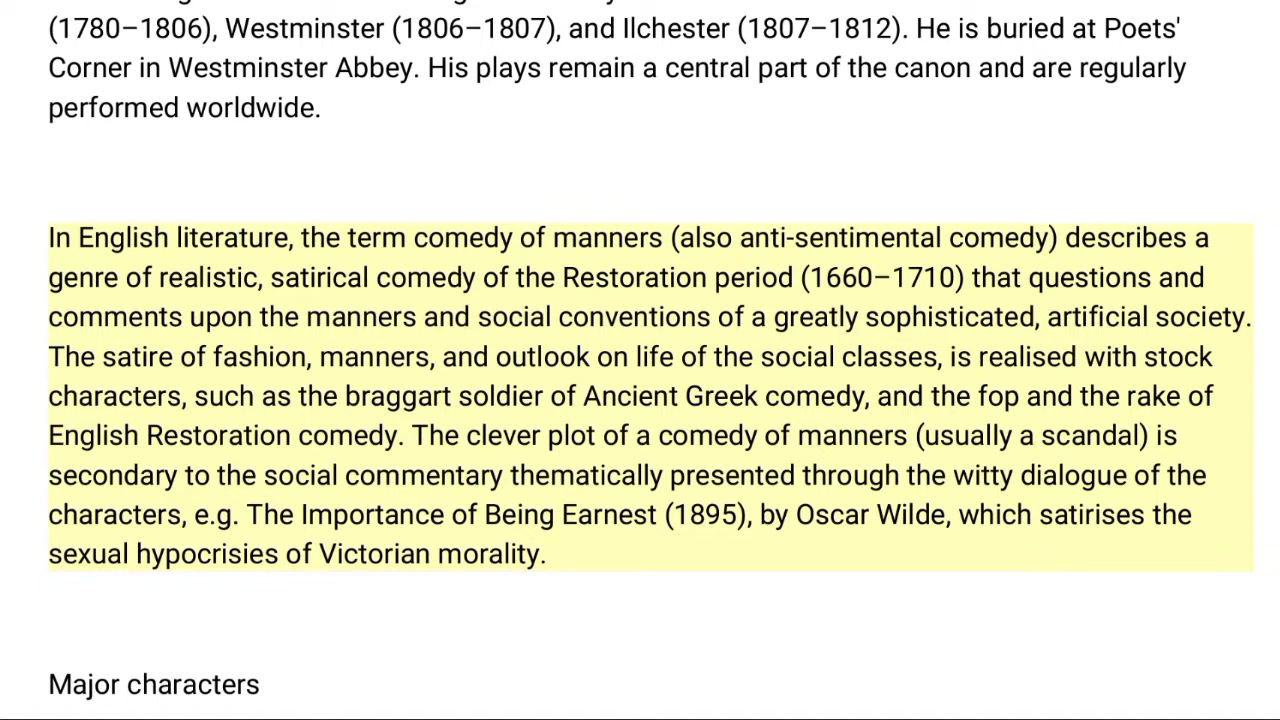 (1780–1806), Westminster (1806–1807), and Ilchester (1807–1812). He is buried at Poets'
Corner in Westminster Abbey. His plays remain a central part of the canon and are regularly
performed worldwide.
In English literature, the term comedy of manners (also anti-sentimental comedy) describes a
genre of realistic, satirical comedy of the Restoration period (1660–1710) that questions and
comments upon the manners and social conventions of a greatly sophisticated, artificial society.
The satire of fashion, manners, and outlook on life of the social classes, is realised with stock
characters, such as the braggart soldier of Ancient Greek comedy, and the fop and the rake of
English Restoration comedy. The clever plot of a comedy of manners (usually a scandal) is
secondary to the social commentary thematically presented through the witty dialogue of the
characters, e.g. The Importance of Being Earnest (1895), by Oscar Wilde, which satirises the
sexual hypocrisies of Victorian morality.
Major characters